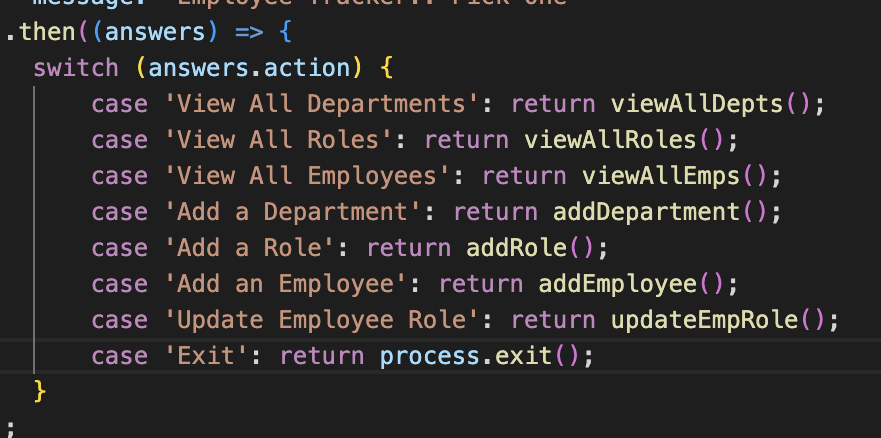 message: "Employee Tracker:: Pick one"
.then((answers) => {
switch (answers.action) {
case 'View All Departments': return viewAllDepts();
case 'View All Roles': return viewAllRoles();
case 'View All Employees': return viewAllEmps();
case 'Add a Department': return addDepartment();
case 'Add a Role': return addRole();
case 'Add an Employee': return addEmployee();
case 'Update Employee Role': return updateEmpRole();
case 'Exit': return process.exit();
}
;